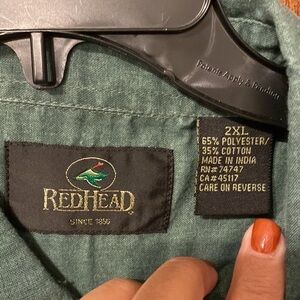 REDHEAD
SINCE 1856
2XL
65% POLYESTER/
35% COTTON
MADE IN INDIA
RN# 74747
CA# 45117
CARE ON REVERSE